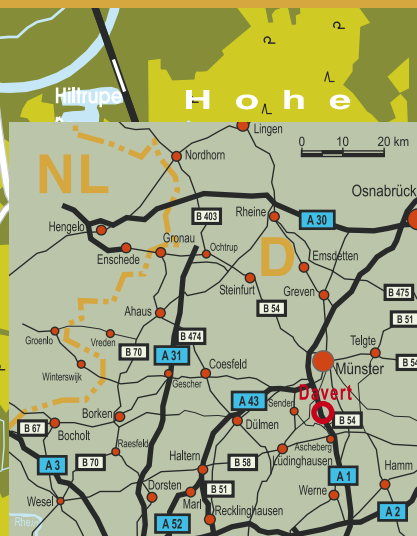 Hiltrupe
H o h e
Lingen
0 10 20 km
Nordhorn
NL
Osnabrück
B 403
Rheine
A 30
Hengelo
Gronau
Ochtrup
Enschede
D
Emsdetten
Steinfurt
Greven
B 475
B 54
Ahaus
B 51
B 474
Groenlo
Vreden
Telgte
B 70
A 31
B 54
Winterswijk
Coesfeld
Münster
Gescher
Davert
A 43
Senden
Borken
B 54
B 67
Dülmen
Bocholt
Raesfeld
Ascheberg
Haltern
B 58
Lüdinghausen
A 3
B 70
Hamm
A 1
Dorsten
B 51
Werne
Wesel
Marl
A 52
Recklinghausen
A 2
Rhe